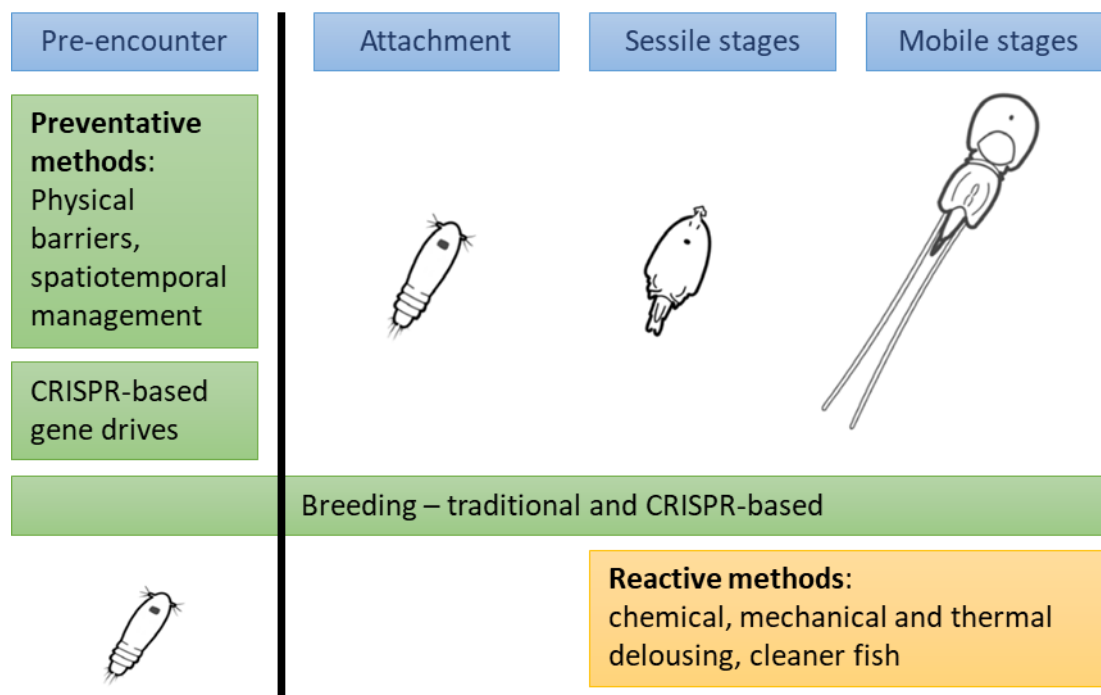 Pre-encounter
Attachment
Sessile stages
Mobile stages
Preventative
methods:
Physical
barriers,
spatiotemporal
management
CRISPR-based
gene drives
Breeding – traditional and CRISPR-based
Reactive methods:
chemical, mechanical and thermal
delousing, cleaner fish